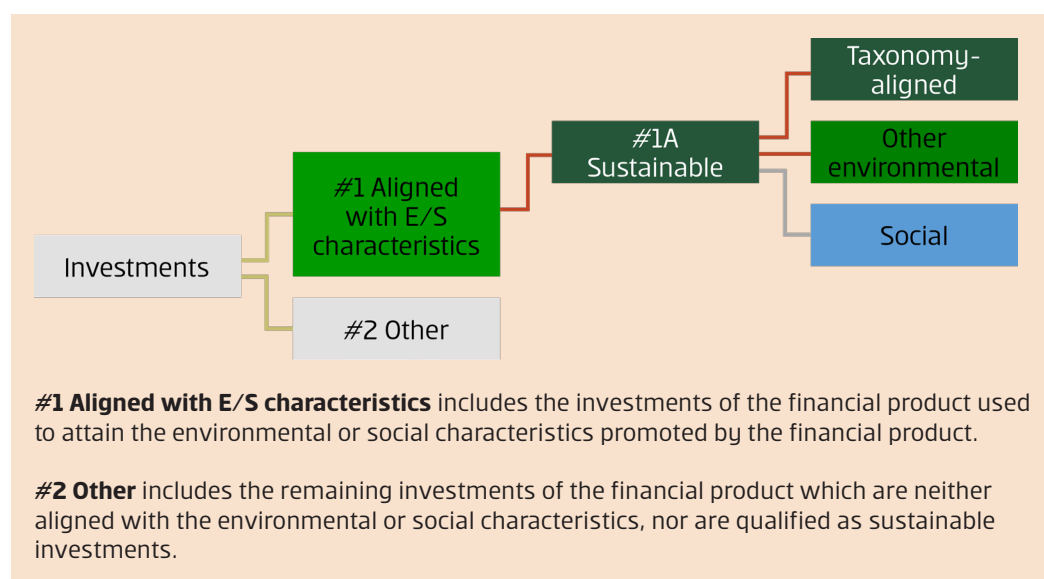 Taxonomy-
aligned
#1A
Sustainable
Other
environmental
#1 Aligned
with E/S
characteristics
Social
Investments
#2 Other
#1 Aligned with E/S characteristics includes the investments of the financial product used
to attain the environmental or social characteristics promoted by the financial product.
#2 Other includes the remaining investments of the financial product which are neither
aligned with the environmental or social characteristics, nor are qualified as sustainable
investments.